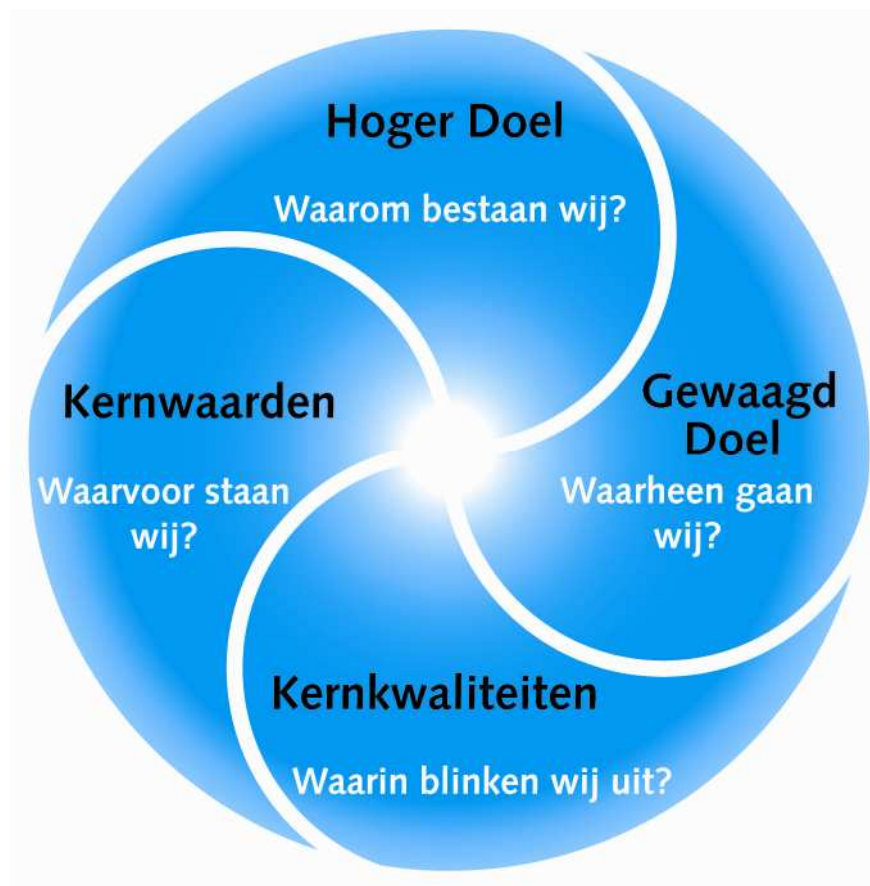 Hoger Doel
Waarom bestaan wij?
Kernwaarden
Waarvoor staan
wij?
Gewaagd
Doel
Waarheen gaan
wij?
Kernkwaliteiten
Waarin blinken wij uit?